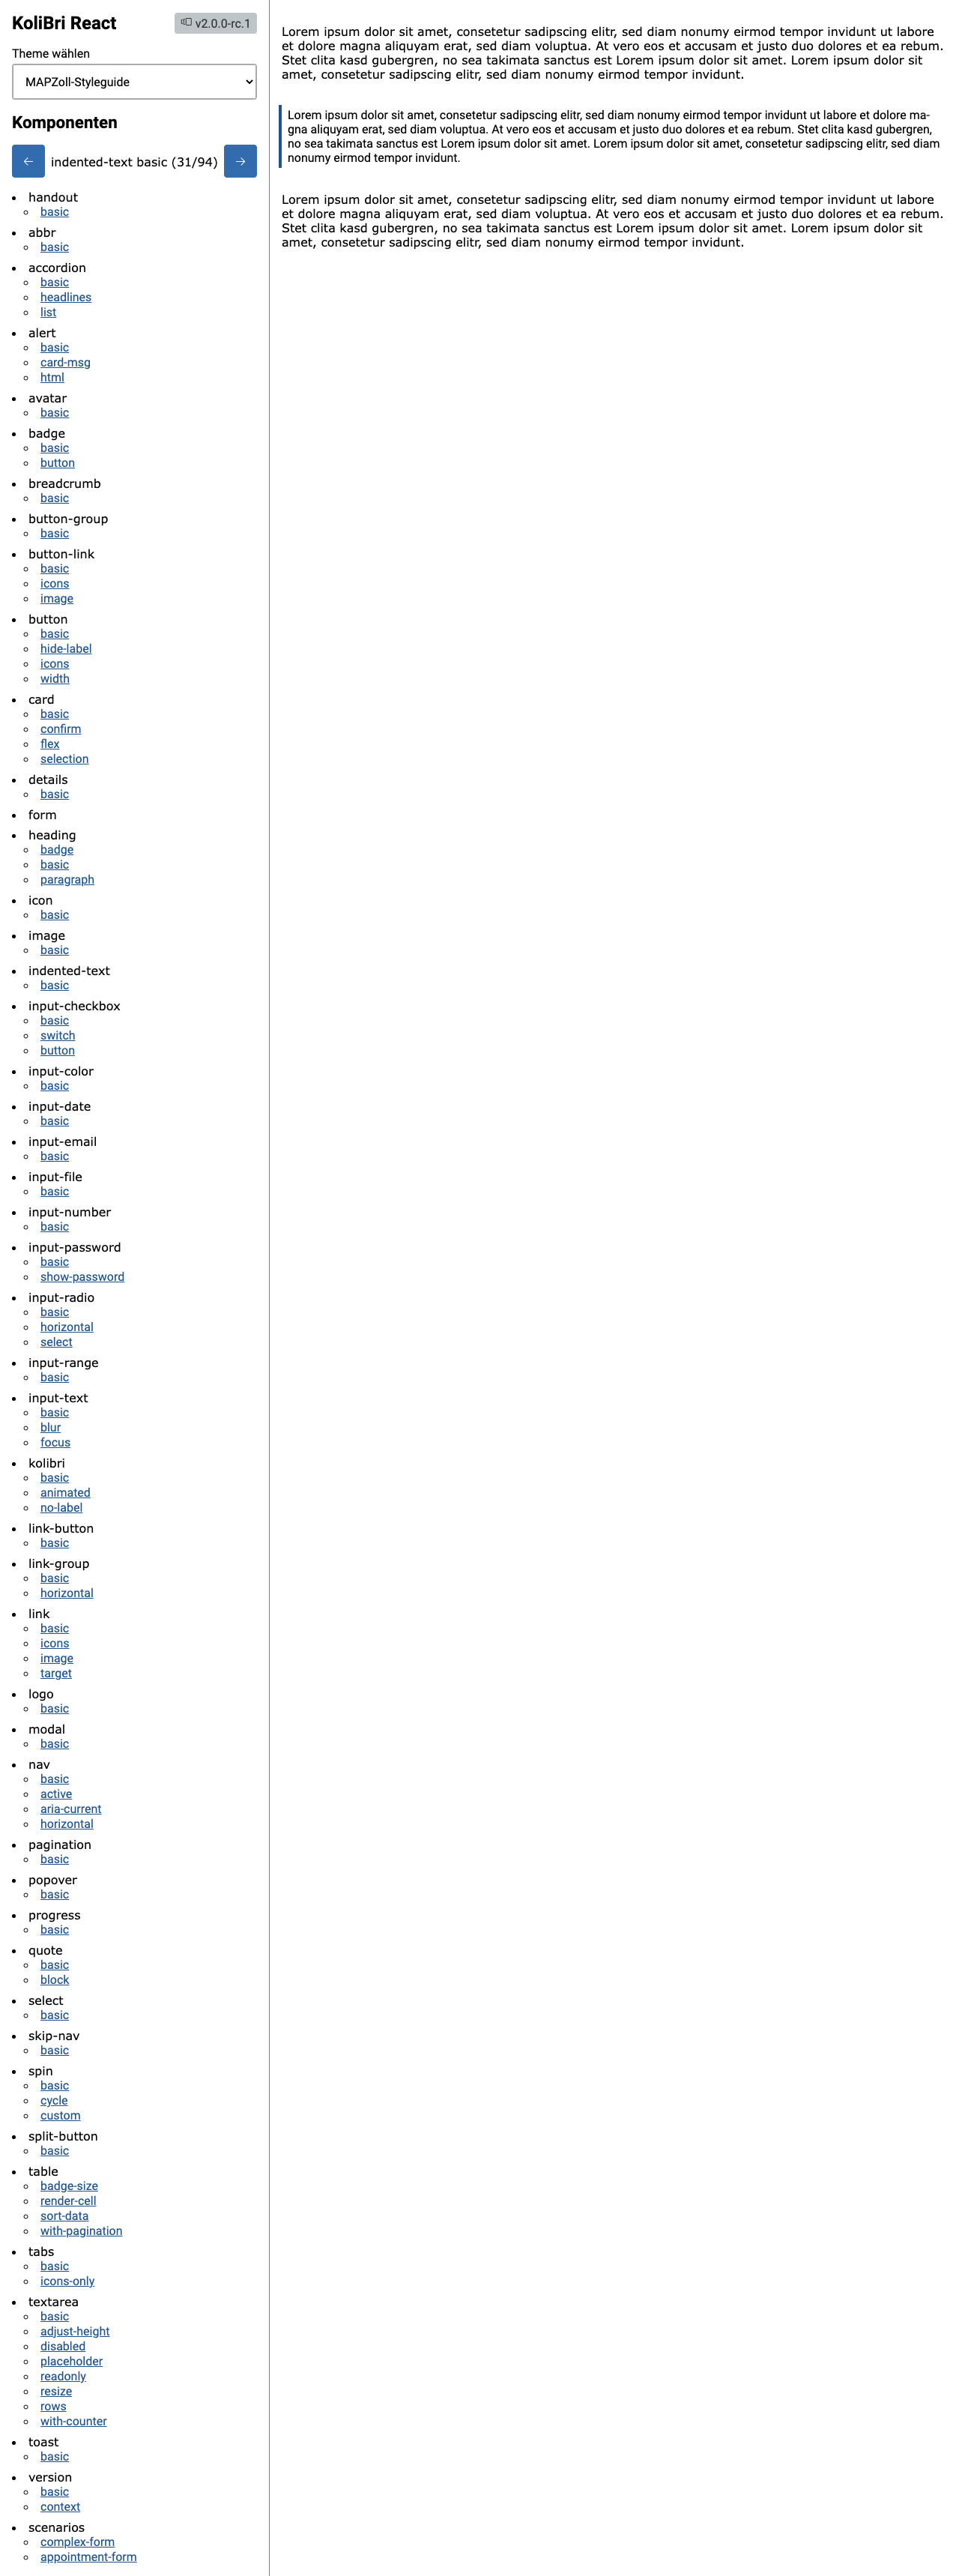 KoliBri React
v2.0.0-rc.1
Theme wählen
MAPZoll-Styleguide
Komponenten
← indented-text basic (31/94) →
handout
basic
abbr
basic
accordion
basic
headlines
list
alert
basic
card-msg
html
avatar
basic
badge
basic
button
breadcrumb
basic
button-group
basic
button-link
basic
icons
image
button
basic
hide-label
icons
width
card
basic
confirm
flex
selection
details
basic
form
heading
badge
basic
paragraph
icon
basic
image
basic
indented-text
basic
input-checkbox
basic
switch
button
input-color
basic
input-date
basic
input-email
basic
input-file
basic
input-number
basic
input-password
basic
show-password
input-radio
basic
horizontal
select
input-range
basic
input-text
basic
blur
focus
kolibri
basic
animated
no-label
link-button
basic
link-group
basic
horizontal
link
basic
icons
image
target
logo
basic
modal
basic
nav
basic
active
aria-current
horizontal
pagination
basic
popover
basic
progress
basic
quote
basic
block
select
basic
skip-nav
basic
spin
basic
cycle
custom
split-button
basic
table
badge-size
render-cell
sort-data
with-pagination
tabs
basic
icons-only
textarea
basic
adjust-height
disabled
placeholder
readonly
resize
rows
with-counter
toast
basic
version
basic
context
scenarios
complex-form
appointment-form
Lorem ipsum dolor sit amet, consetetur sadipscing elitr, sed diam nonumy eirmod tempor invidunt ut labore
et dolore magna aliquyam erat, sed diam voluptua. At vero eos et accusam et justo duo dolores et ea rebum.
Stet clita kasd gubergren, no sea takimata sanctus est Lorem ipsum dolor sit amet. Lorem ipsum dolor sit
amet, consetetur sadipscing elitr, sed diam nonumy eirmod tempor invidunt.
Lorem ipsum dolor sit amet, consetetur sadipscing elitr, sed diam nonumy eirmod tempor invidunt ut labore et dolore ma-
gna aliquyam erat, sed diam voluptua. At vero eos et accusam et justo duo dolores et ea rebum. Stet clita kasd gubergren,
no sea takimata sanctus est Lorem ipsum dolor sit amet. Lorem ipsum dolor sit amet, consetetur sadipscing elitr, sed diam
nonumy eirmod tempor invidunt.
Lorem ipsum dolor sit amet, consetetur sadipscing elitr, sed diam nonumy eirmod tempor invidunt ut labore
et dolore magna aliquyam erat, sed diam voluptua. At vero eos et accusam et justo duo dolores et ea rebum.
Stet clita kasd gubergren, no sea takimata sanctus est Lorem ipsum dolor sit amet. Lorem ipsum dolor sit
amet, consetetur sadipscing elitr, sed diam nonumy eirmod tempor invidunt.